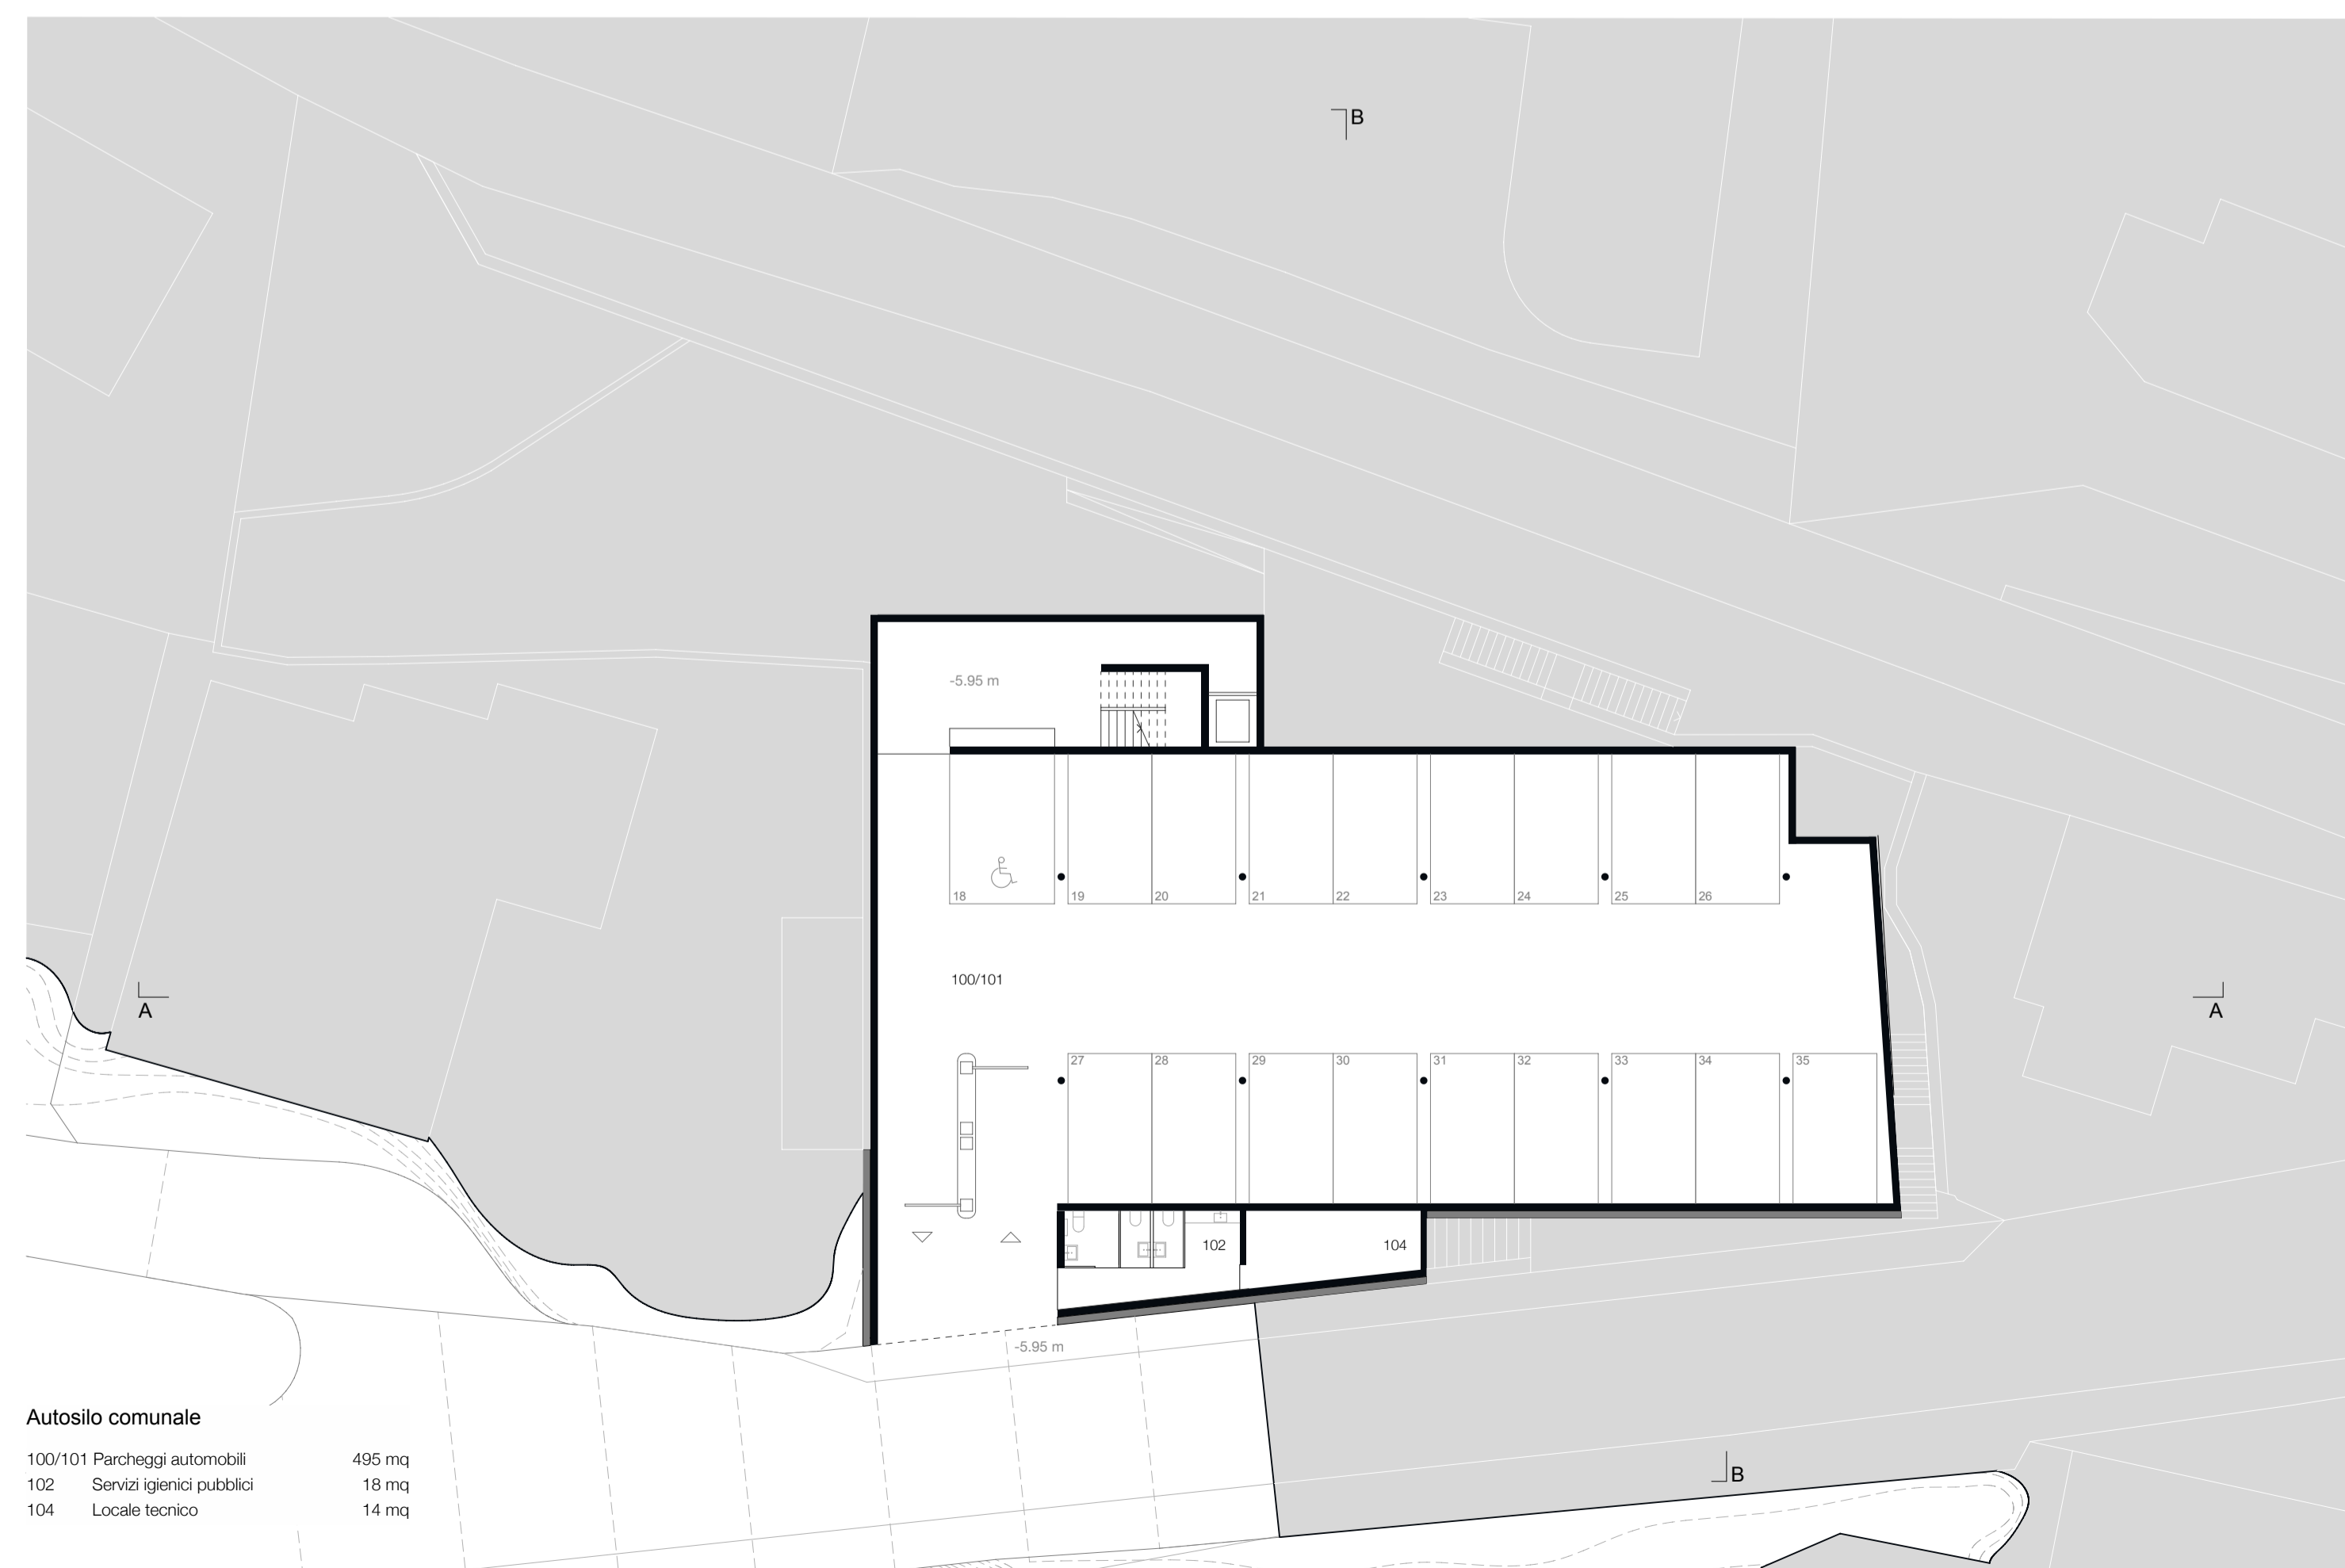 B
-5.95 m
18 19 20 21 22 23 24 25 26
100/101
A
A
27 28 29 30 31 32 33 34 35
102
104
-5.95 m
Autosilo comunale
100/101 Parcheggi automobili 495 mq
102 Servizi igienici pubblici 18 mq
104 Locale tecnico 14 mq
B